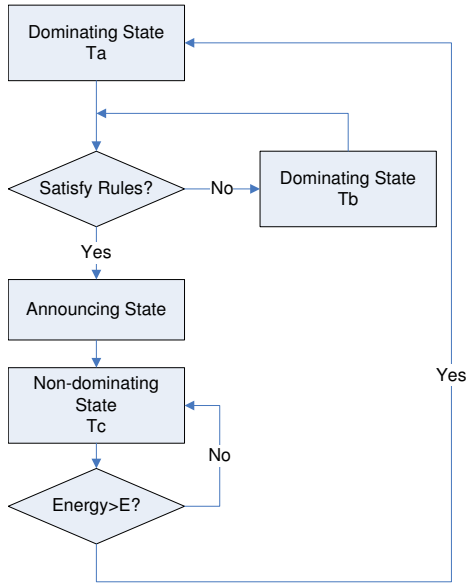 Dominating State
Ta
Satisfy Rules?
No
Dominating State
Tb
Yes
Announcing State
Non-dominating
State
Tc
Yes
No
Energy>E?